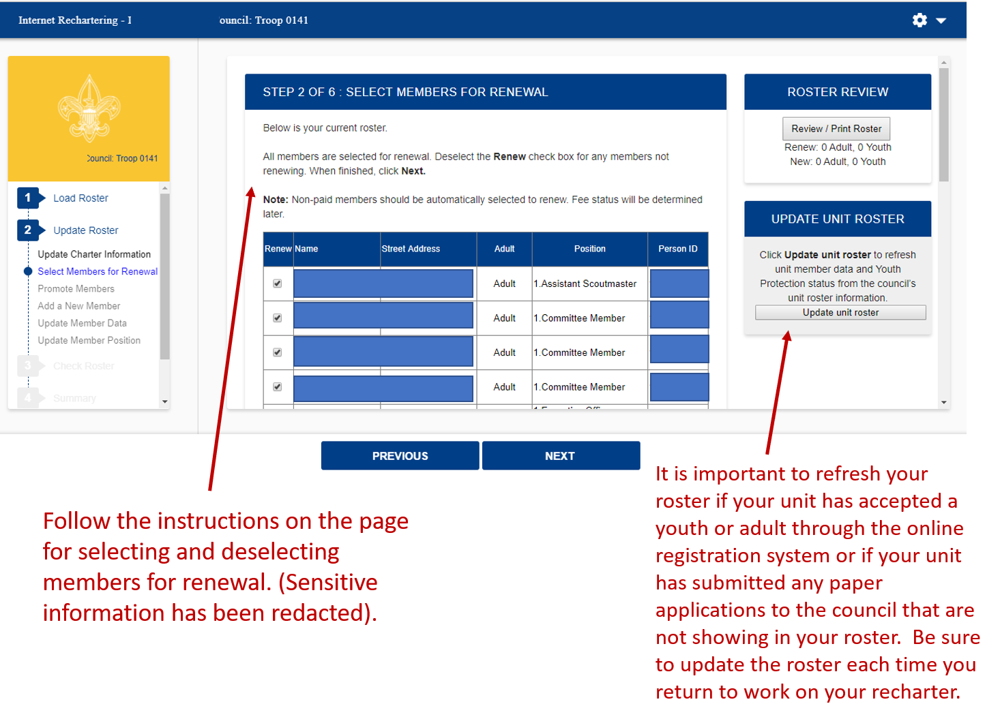 Internet Rechartering - I
ouncil: Troop 0141
Council: Troop 0141
1 Load Roster
2 Update Roster
Update Charter Information
Select Members for Renewal
Promote Members
Add a New Member
Update Member Data
Update Member Position
3 Check Roster
4 Summary
STEP 2 OF 6 : SELECT MEMBERS FOR RENEWAL
Below is your current roster.
All members are selected for renewal. Deselect the Renew check box for any members not
renewing. When finished, click Next.
Note: Non-paid members should be automatically selected to renew. Fee status will be determined
later.
Renew Name Street Address Adult Position Person ID
Adult 1.Assistant Scoutmaster
Adult 1.Committee Member
Adult 1.Committee Member
Adult 1.Committee Member
ROSTER REVIEW
Review / Print Roster
Renew: 0 Adult, 0 Youth
New: 0 Adult, 0 Youth
UPDATE UNIT ROSTER
Click Update unit roster to refresh
unit member data and Youth
Protection status from the council's
unit roster information.
Update unit roster
PREVIOUS
NEXT
Follow the instructions on the page
for selecting and deselecting
members for renewal. (Sensitive
information has been redacted).
It is important to refresh your
roster if your unit has accepted a
youth or adult through the online
registration system or if your unit
has submitted any paper
applications to the council that are
not showing in your roster.  Be sure
to update the roster each time you
return to work on your recharter.